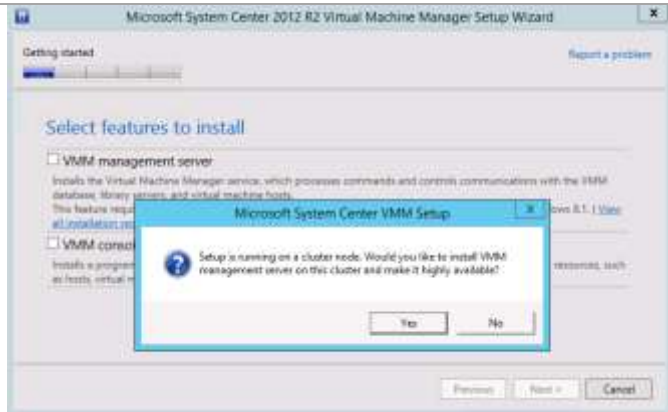 Microsoft System Center 2012 R2 Virtual Machine Manager Setup Wizard
x
Getting started
Report a problem
Select features to install
VMM management server
Installs the Virtual Machine Manager service, which processes commands and controls communications with the VMM
database, library servers, and virtual machine hosts.
This feature requ
ows 8.1. | View
all installation
Microsoft System Center VMM Setup
x
VMM conso
Installs a program
resources, such
as hosts, virtual m
Setup is running on a cluster node. Would you like to install VMM
management server on this cluster and make it highly available?
Yes
No
Previous
Next >
Cancel